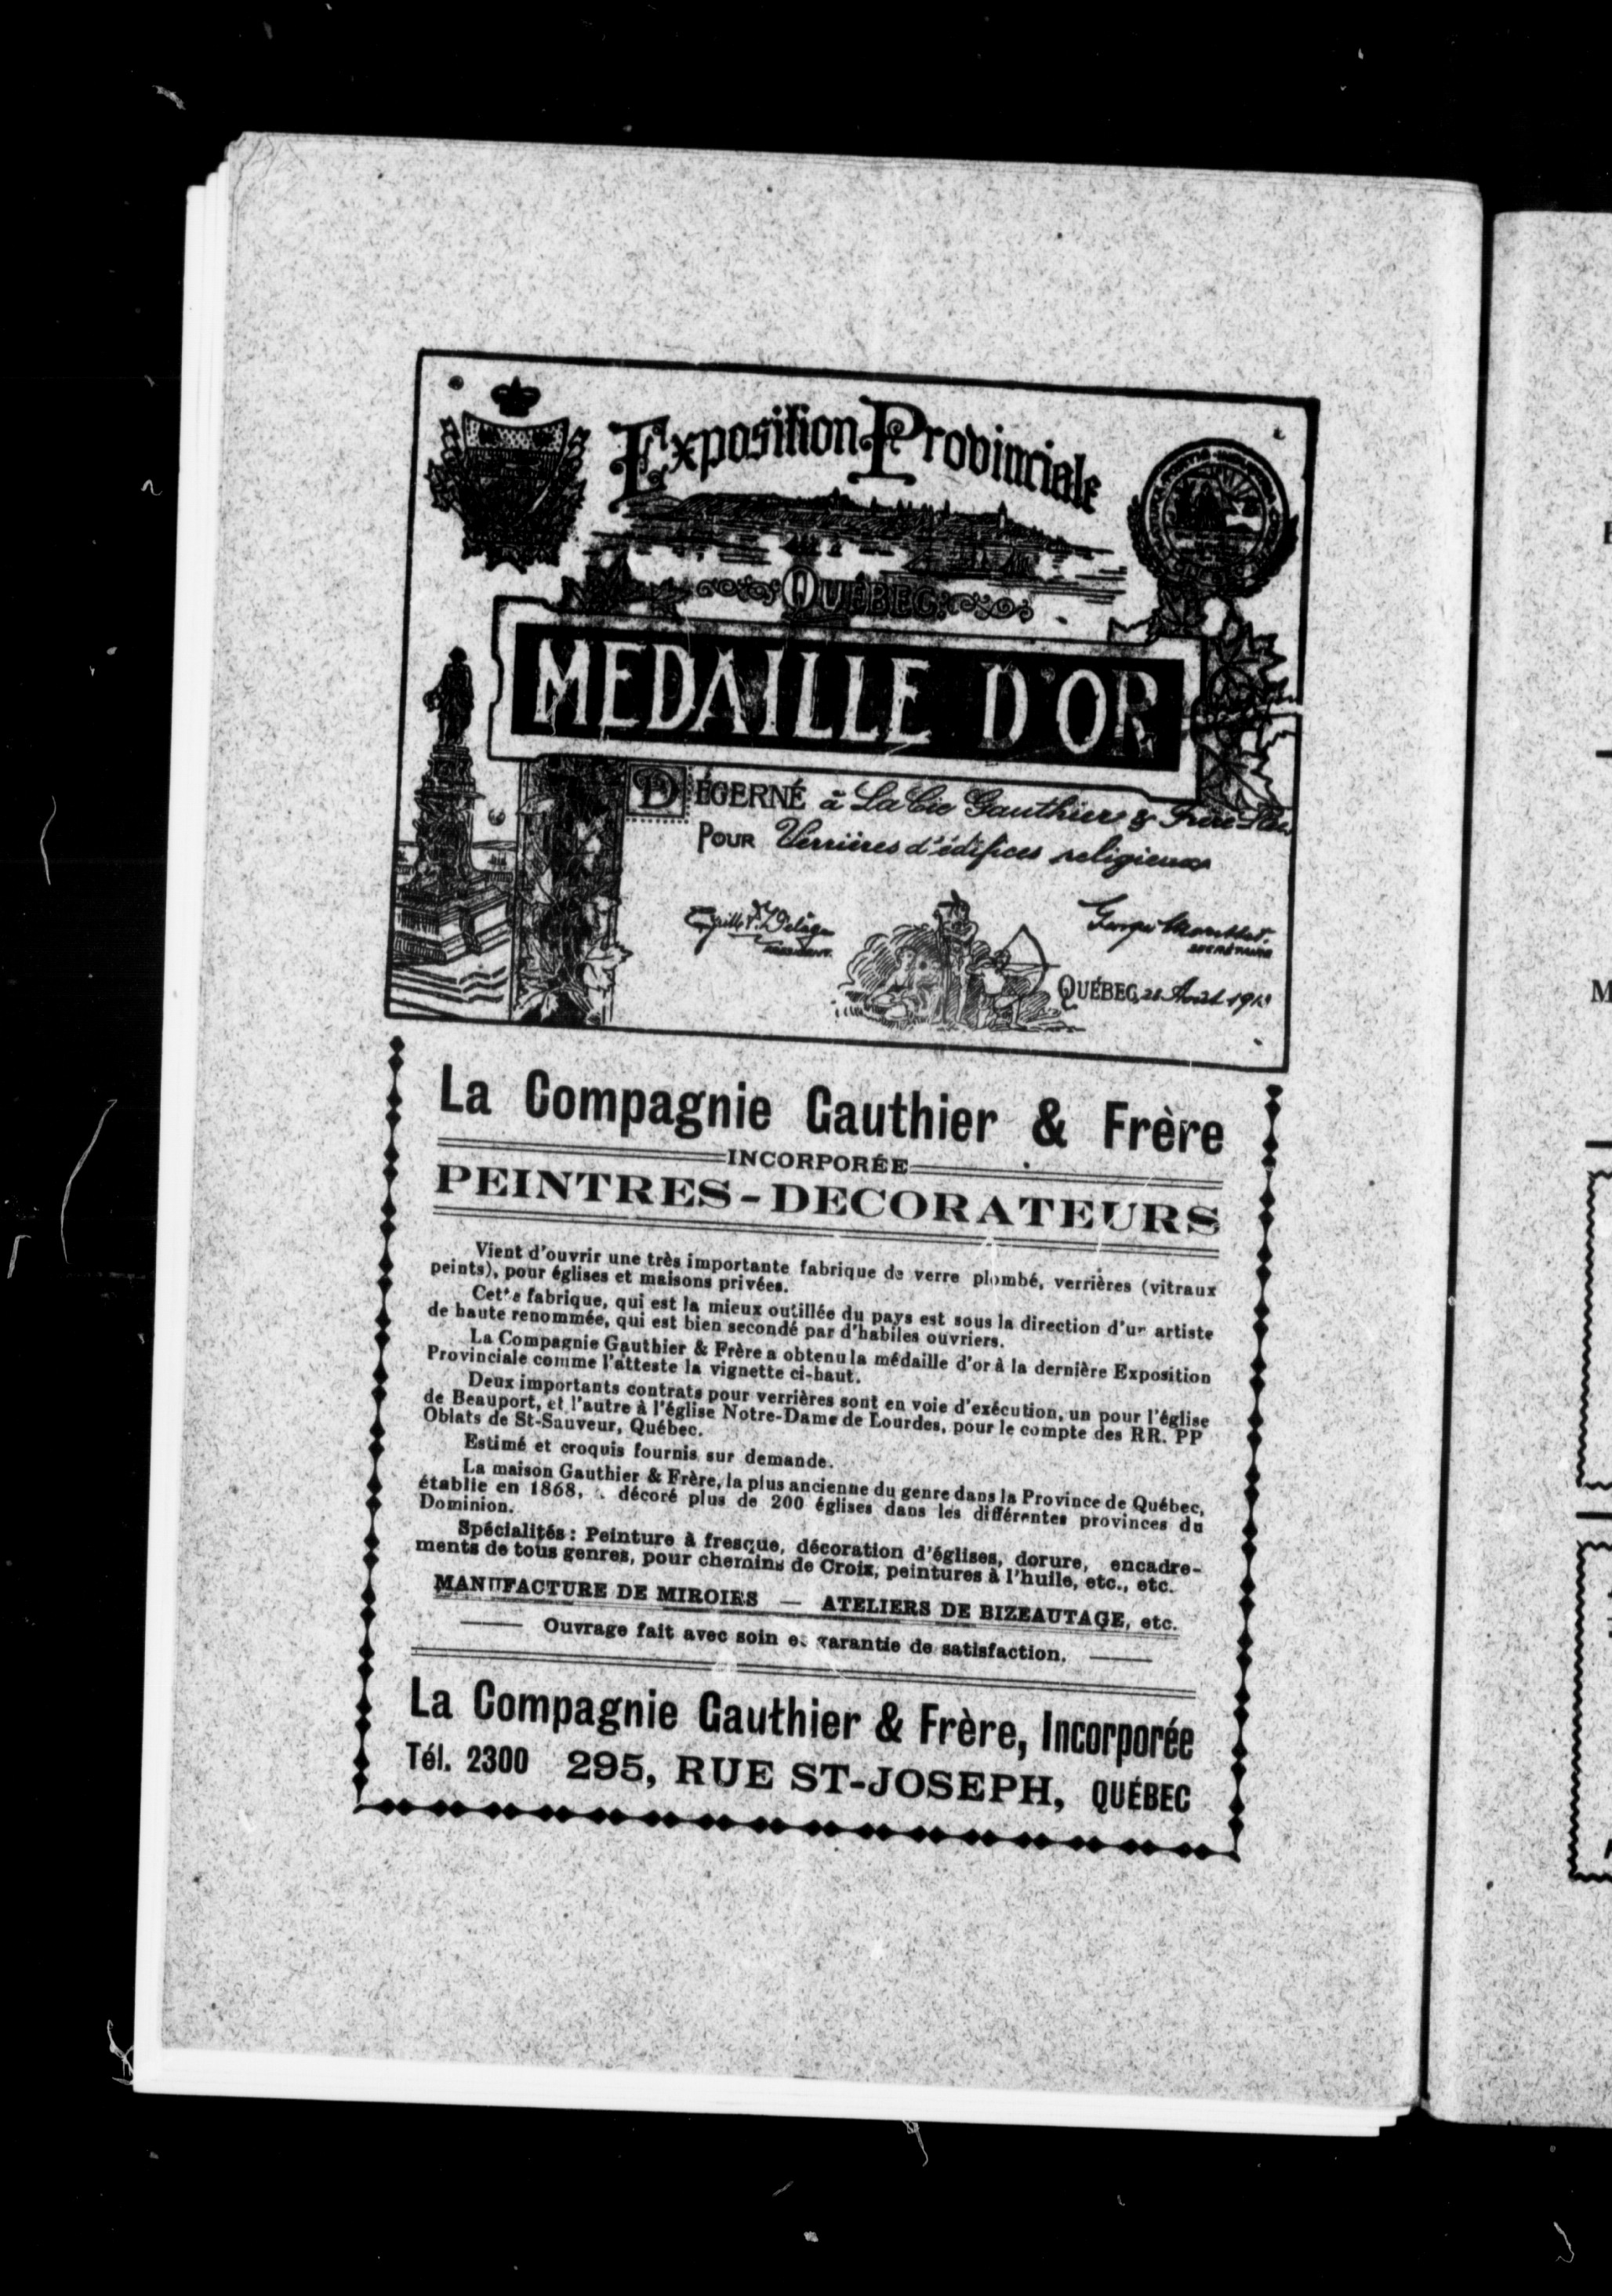 Exposition Provinciale
QUÉBEC
MEDAILLE D'OR
DÉCERNÉ à La Cie Gauthier & Frère
POUR Verrières d'édifices religieux
PRÉSIDENT.
SECRÉTAIRE
QUÉBEC,
La Compagnie Gauthier & Frère
INCORPORÉE
PEINTRES-DECORATEURS
Vient d'ouvrir une très importante fabrique de verre plombé, verrières (vitraux
peints), pour églises et maisons privées.
Cette fabrique, qui est la mieux outillée du pays est sous la direction d'un artiste
de haute renommée, qui est bien secondé par d'habiles ouvriers.
La Compagnie Gauthier & Frère a obtenu la médaille d'or à la dernière Exposition
Provinciale comme l'atteste la vignette ci-haut.
Deux importants contrats pour verrières sont en voie d'exécution, un pour l'église
de Beauport, et l'autre à l'église Notre-Dame de Lourdes, pour le compte des RR. PP
Oblats de St-Sauveur, Québec.
Estimé et croquis fournis sur demande.
La maison Gauthier & Frère, la plus ancienne du genre dans la Province de Québec,
établie en 1868, a décoré plus de 200 églises dans les différentes provinces du
Dominion.
Spécialités : Peinture à fresque, décoration d'églises, dorure, encadre-
ments de tous genres, pour chemins de Croix, peintures à l'huile, etc., etc.
MANUFACTURE DE MIROIRS — ATELIERS DE BIZEAUTAGE, etc.
Ouvrage fait avec soin et garantie de satisfaction.
La Compagnie Gauthier & Frère, Incorporée
Tél. 2300 295, RUE ST-JOSEPH, QUÉBEC